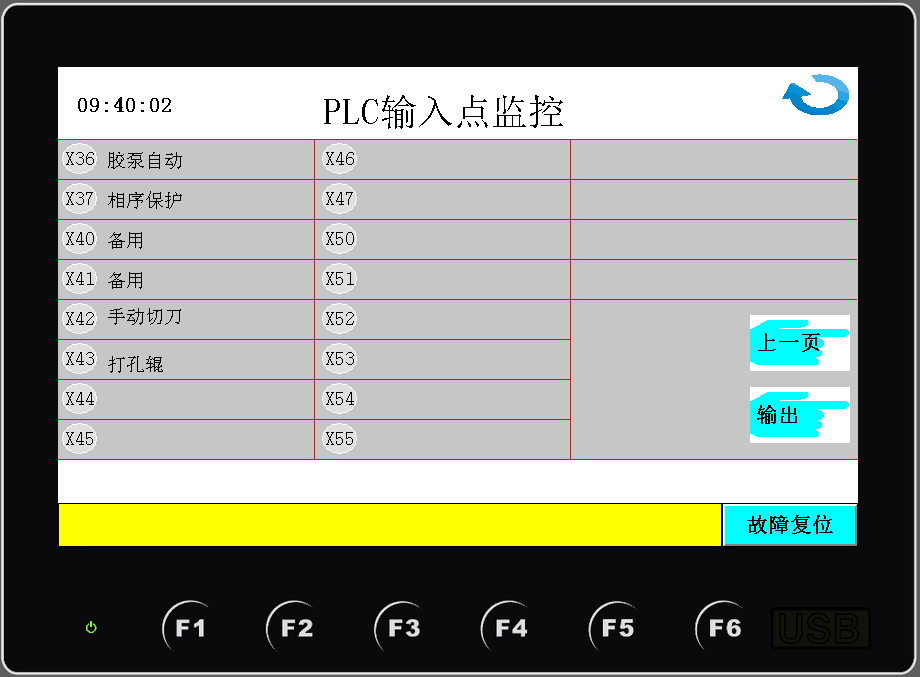 09:40:02
PLC输入点监控
X36 胶泵自动
X46
X37 相序保护
X47
X40 备用
X50
X41 备用
X51
X42 手动切刀
X52
X43 打孔辊
X53
X44
X54
X45
X55
上一页
输出
故障复位
F1 F2 F3 F4 F5 F6 USB